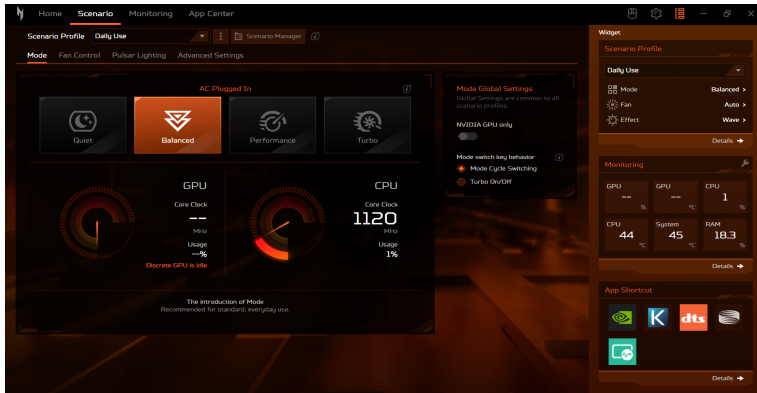 Home Scenario Monitoring App Center
Scenario Profile Daily Use Scenario Manager
Mode Fan Control Pulsar Lighting Advanced Settings
AC Plugged In
Quiet Balanced Performance Turbo
GPU
Core Clock
--
MHz
Usage
--%
Discrete GPU is idle
CPU
Core Clock
1120
MHz
Usage
1%
The introduction of Mode
Recommended for standard, everyday use.
Mode Global Settings
Global Settings are common to all
scenario profiles.
NVIDIA GPU only
Mode switch key behavior
Mode Cycle Switching
Turbo On/Off
Widget
Scenario Profile
Daily Use
Mode Balanced >
Fan Auto >
Effect Wave >
Details
Monitoring
GPU GPU CPU
-- -- 1
% °C %
CPU System RAM
44 45 18.3
°C °C %
Details
App Shortcut
K dts
Details